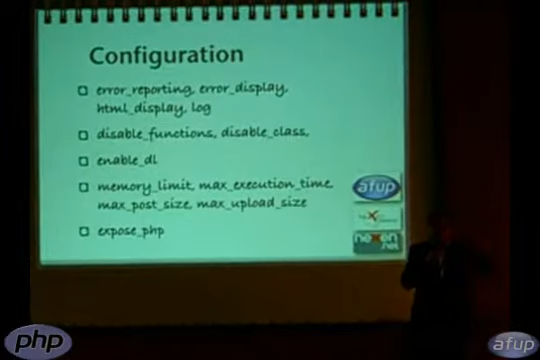 Configuration
error_reporting, error_display,
html_display, log
disable_functions, disable_class,
enable_dl
memory_limit, max_execution_time,
max_post_size, max_upload_size
expose_php
afup
nexen
.net
php
afup